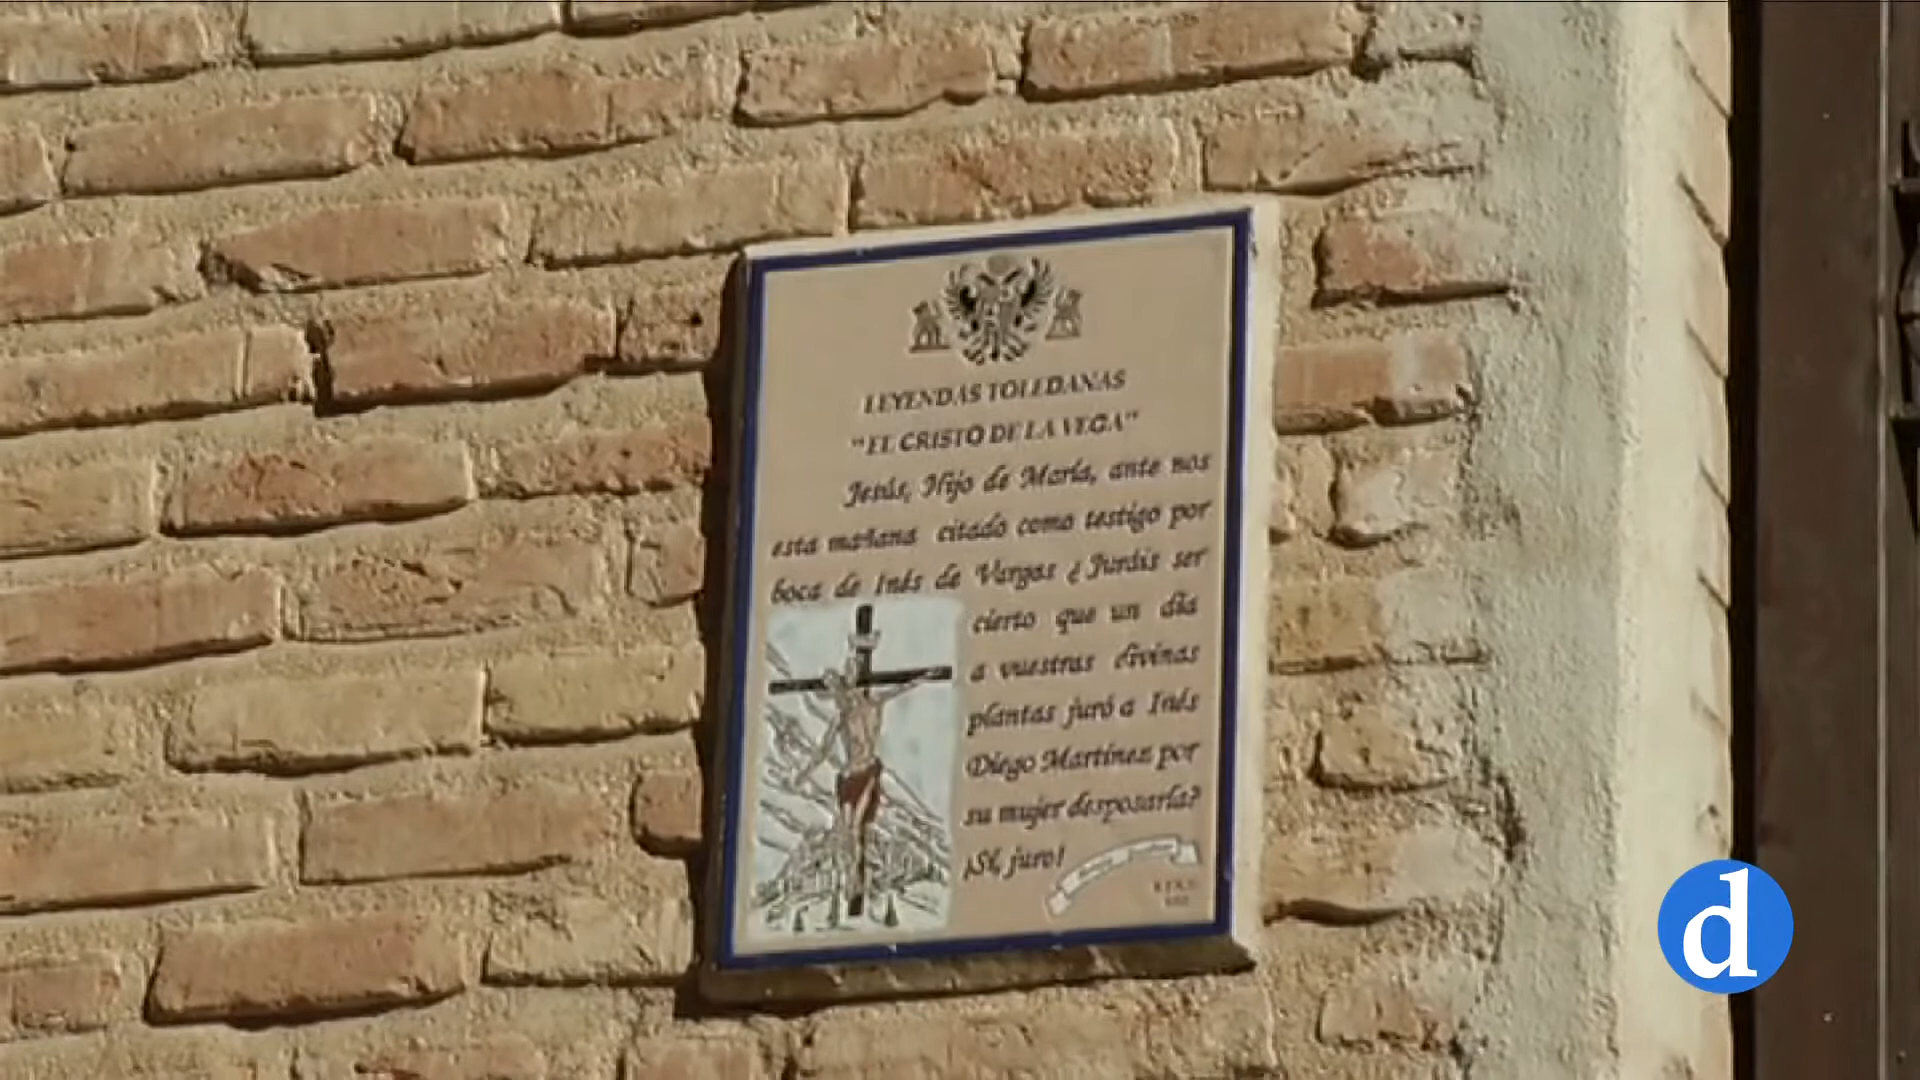 LEYENDAS TOLEDANAS
"EL CRISTO DE LA VEGA"
Jesús, Hijo de María, ante nos
esta mañana citado como testigo por
boca de Inés de Vargas ¿Juráis ser
cierto que un día
a vuestras divinas
plantas juró a Inés
Diego Martínez por
su mujer desposarla?
¡Sí, juro!
d